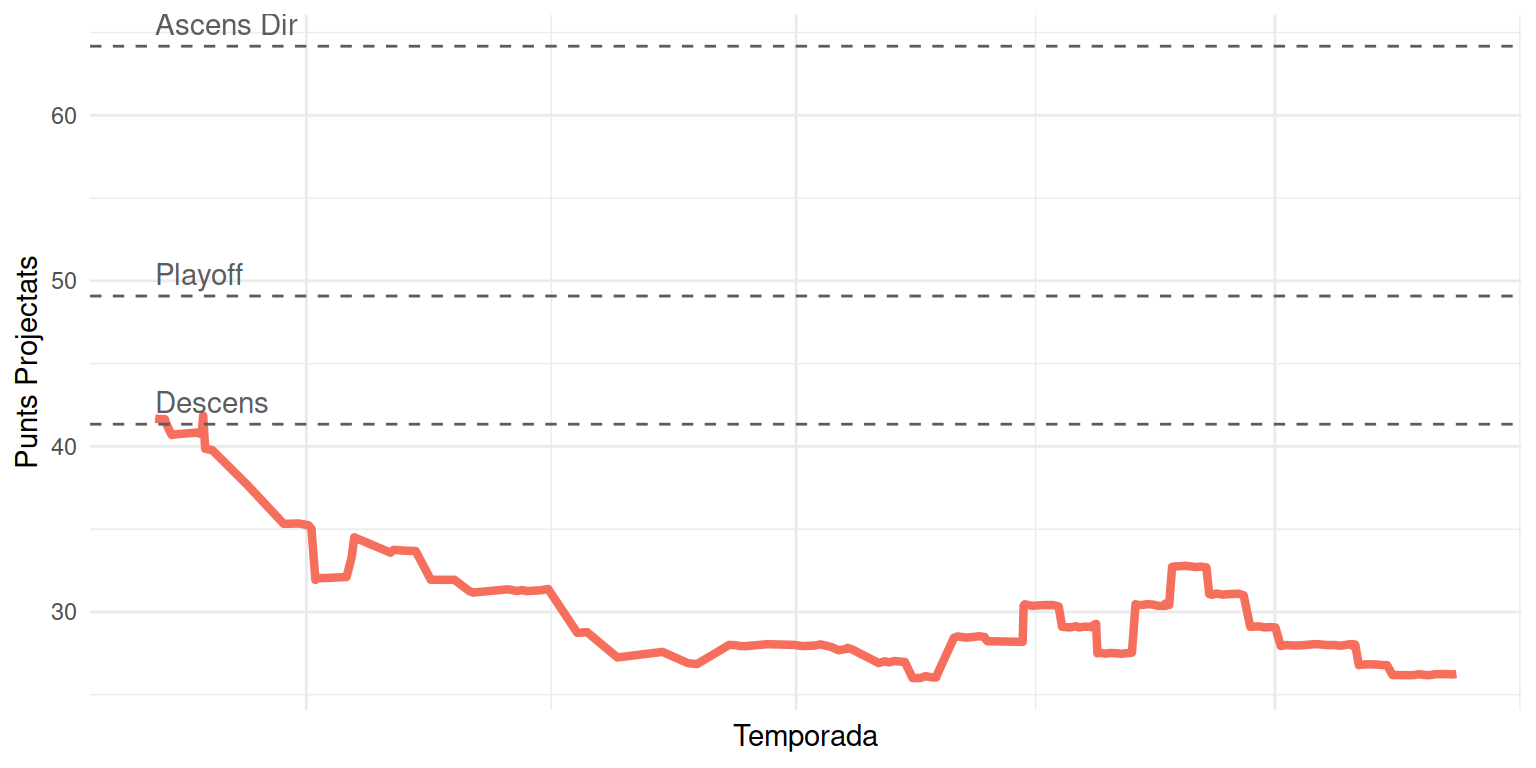 Ascens Dir
60
Playoff
50
Descens
40
30
Punts Projectats
Temporada